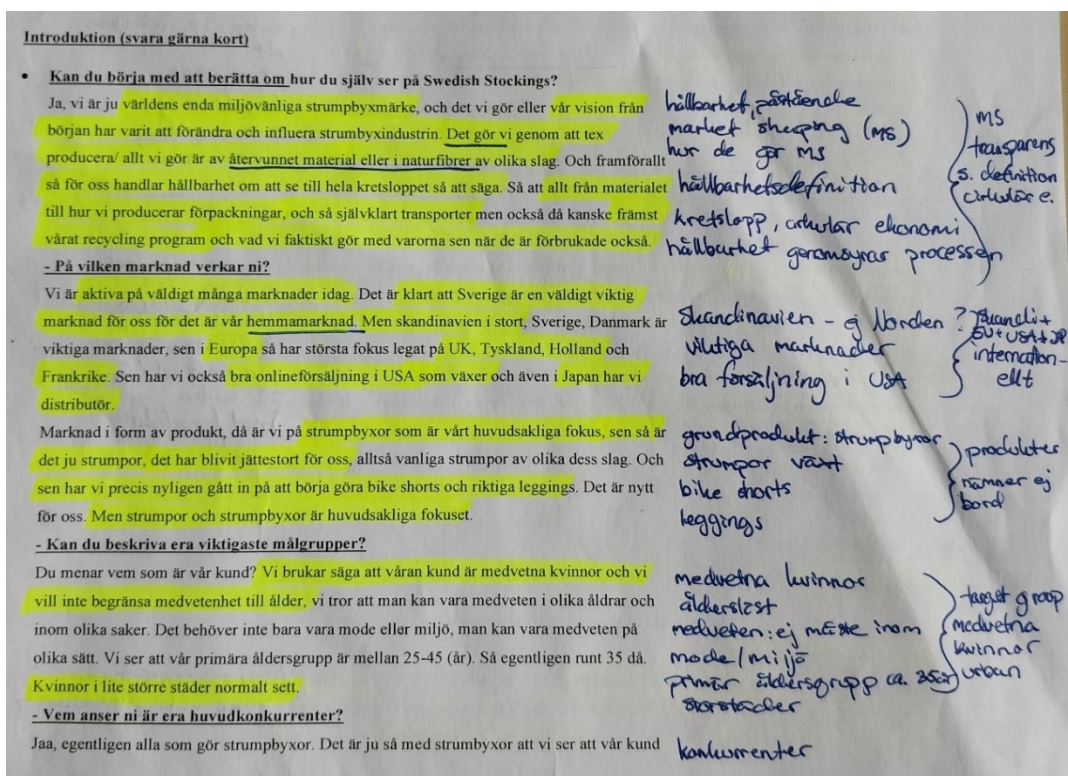 Introduktion (svara gärna kort)
• Kan du börja med att berätta om hur du själv ser på Swedish Stockings?
Ja, vi är ju världens enda miljövänliga strumpbyxmärke, och det vi gör eller vår vision från
början har varit att förändra och influera strumbyxindustrin. Det gör vi genom att tex
producera/ allt vi gör är av återvunnet material eller i naturfibrer av olika slag. Och framförallt
så för oss handlar hållbarhet om att se till hela kretsloppet så att säga. Så att allt från materialet
till hur vi producerar förpackningar, och så självklart transporter men också då kanske främst
vårat recycling program och vad vi faktiskt gör med varorna sen när de är förbrukade också.
hållbarhet, påstående
market shaping (ms)
hur de gör ms
hållbarhetsdefinition
kretslopp, cirkulär ekonomi
hållbarhet genomsyrar processen
ms
transparens
s. definition
cirkulär e.
- På vilken marknad verkar ni?
Vi är aktiva på väldigt många marknader idag. Det är klart att Sverige är en väldigt viktig
marknad för oss för det är vår hemmamarknad. Men skandinavien i stort, Sverige, Danmark är
viktiga marknader, sen i Europa så har största fokus legat på UK, Tyskland, Holland och
Frankrike. Sen har vi också bra onlineförsäljning i USA som växer och även i Japan har vi
distributör.
Skandinavien - ej Norden ?
viktiga marknader
bra försäljning i USA
Skandi +
EU + USA + JP
internation-
ellt
Marknad i form av produkt, då är vi på strumpbyxor som är vårt huvudsakliga fokus, sen så är
det ju strumpor, det har blivit jättestort för oss, alltså vanliga strumpor av olika dess slag. Och
sen har vi precis nyligen gått in på att börja göra bike shorts och riktiga leggings. Det är nytt
för oss. Men strumpor och strumpbyxor är huvudsakliga fokuset.
grundprodukt: strumpbyxor
strumpor växt
bike shorts
leggings
produkter
nämner ej
bord
- Kan du beskriva era viktigaste målgrupper?
Du menar vem som är vår kund? Vi brukar säga att våran kund är medvetna kvinnor och vi
vill inte begränsa medvetenhet till ålder, vi tror att man kan vara medveten i olika åldrar och
inom olika saker. Det behöver inte bara vara mode eller miljö, man kan vara medveten på
olika sätt. Vi ser att vår primära åldersgrupp är mellan 25-45 (år). Så egentligen runt 35 då.
Kvinnor i lite större städer normalt sett.
medvetna kvinnor
ålderslöst
medveten: ej måste inom
mode/miljö
primär åldersgrupp ca. 35år
storstäder
target group
medvetna
kvinnor
urban
- Vem anser ni är era huvudkonkurrenter?
Jaa, egentligen alla som gör strumpbyxor. Det är ju så med strumbyxor att vi ser att vår kund
konkurrenter